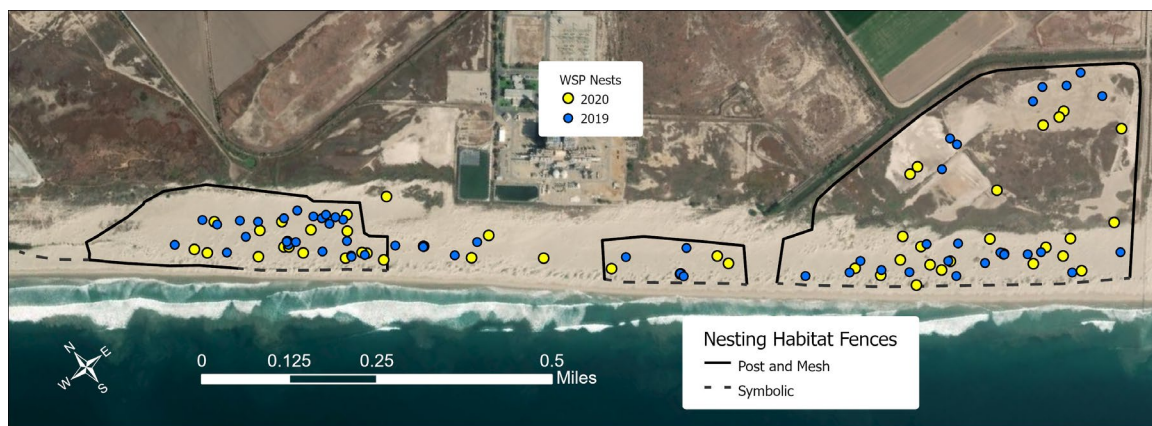 WSP Nests
2020
2019
Nesting Habitat Fences
Post and Mesh
Symbolic
N
E
W
S
0 0.125 0.25 0.5
Miles